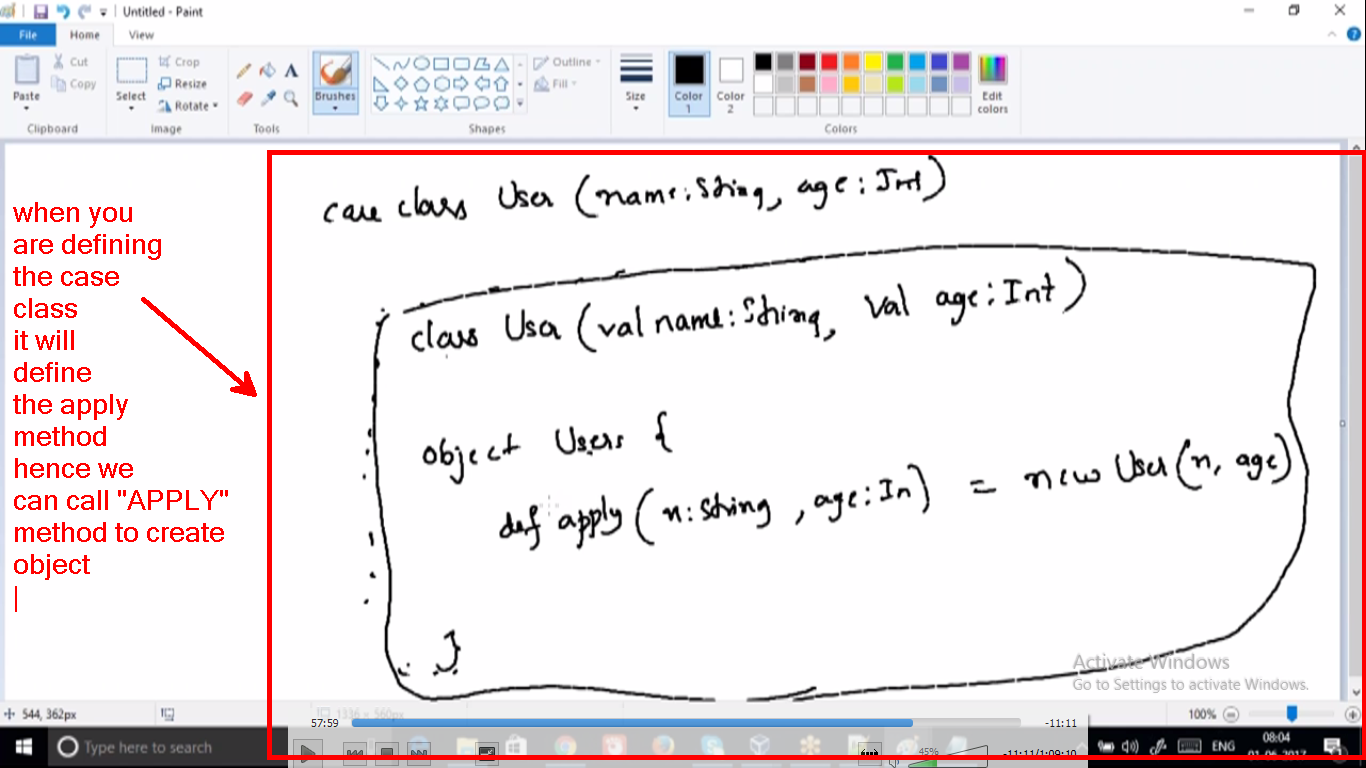 Untitled - Paint
File Home View
Paste Cut Copy Clipboard
Select Crop Resize Rotate Image
Tools
Brushes
Shapes
Outline Fill
Size
Color 1
Color 2
Edit colors
Colors
case class User (name:String, age:Int)
when you
are defining
the case
class
it will
define
the apply
method
hence we
can call "APPLY"
method to create
object
class User (val name:String, val age:Int)
object Users {
def apply (n:String, age:In) = new User(n, age)
}
Activate Windows
Go to Settings to activate Windows.
544, 362px
1336 × 560px
100%
57:59
-11:11
Type here to search
45%
-11:11/1:09:10
ENG
08:04
01-06-2017